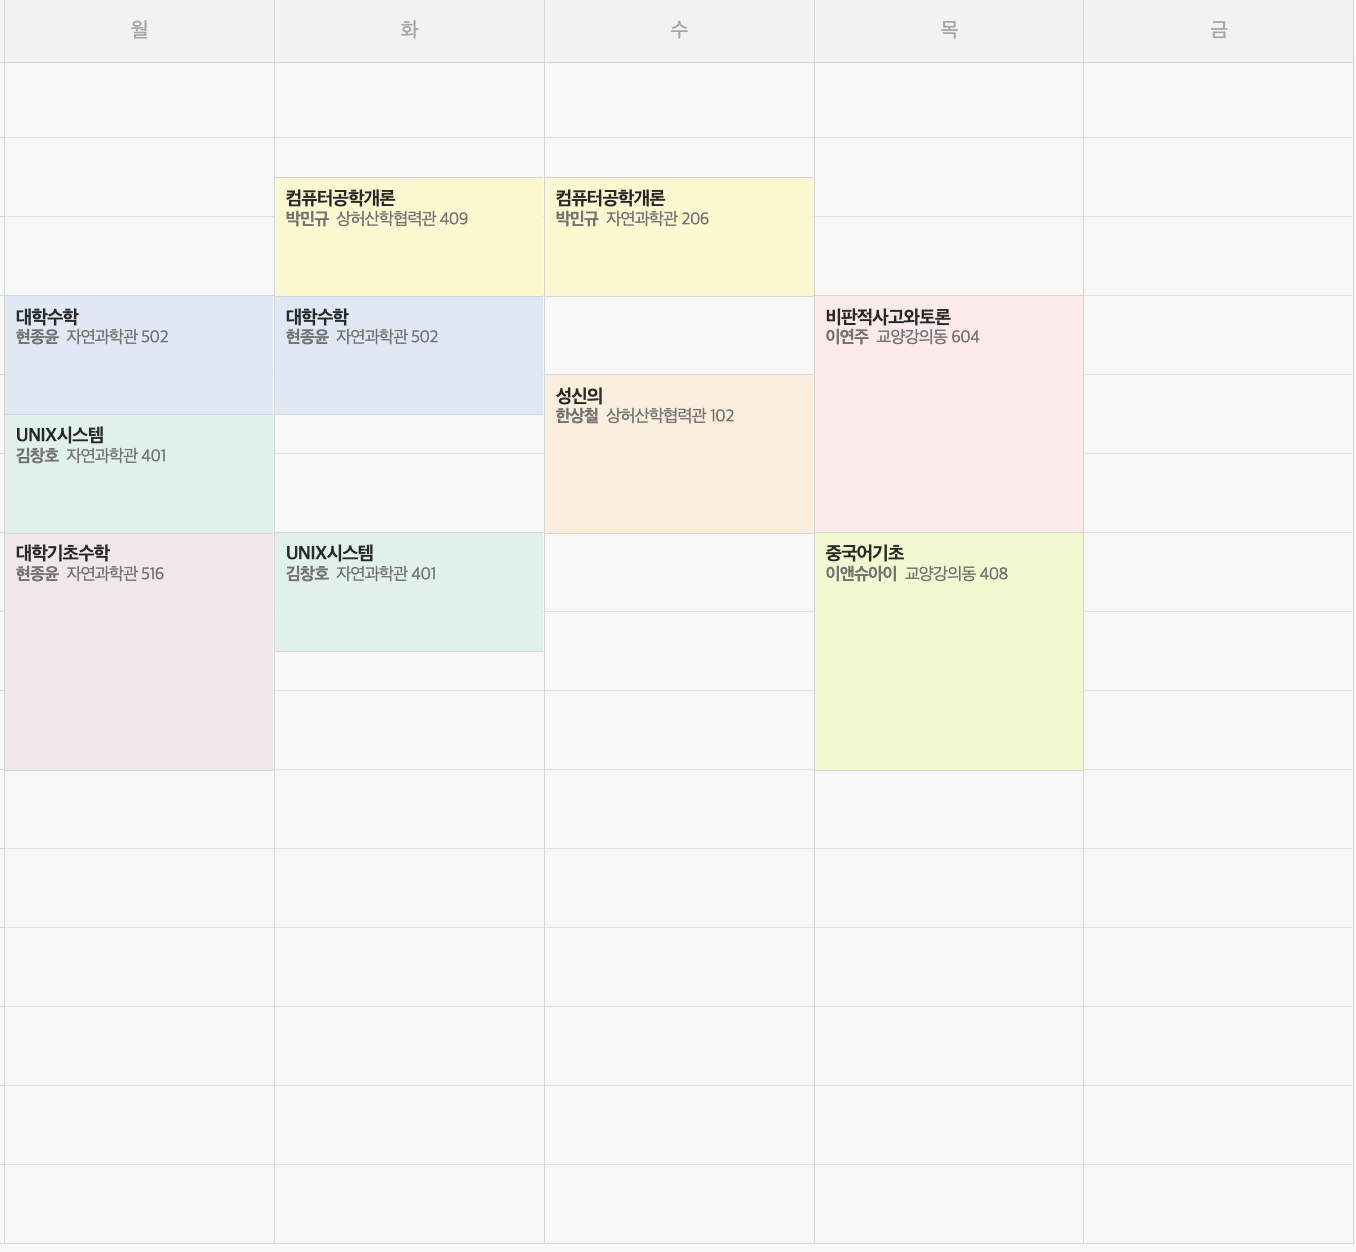 월
화
수
목
금
컴퓨터공학개론
박민규 상허산학협력관 409
컴퓨터공학개론
박민규 자연과학관 206
대학수학
현종윤 자연과학관 502
대학수학
현종윤 자연과학관 502
비판적사고와토론
이연주 교양강의동 604
성신의
한상철 상허산학협력관 102
UNIX시스템
김창호 자연과학관 401
대학기초수학
현종윤 자연과학관 516
UNIX시스템
김창호 자연과학관 401
중국어기초
이앤슈아이 교양강의동 408